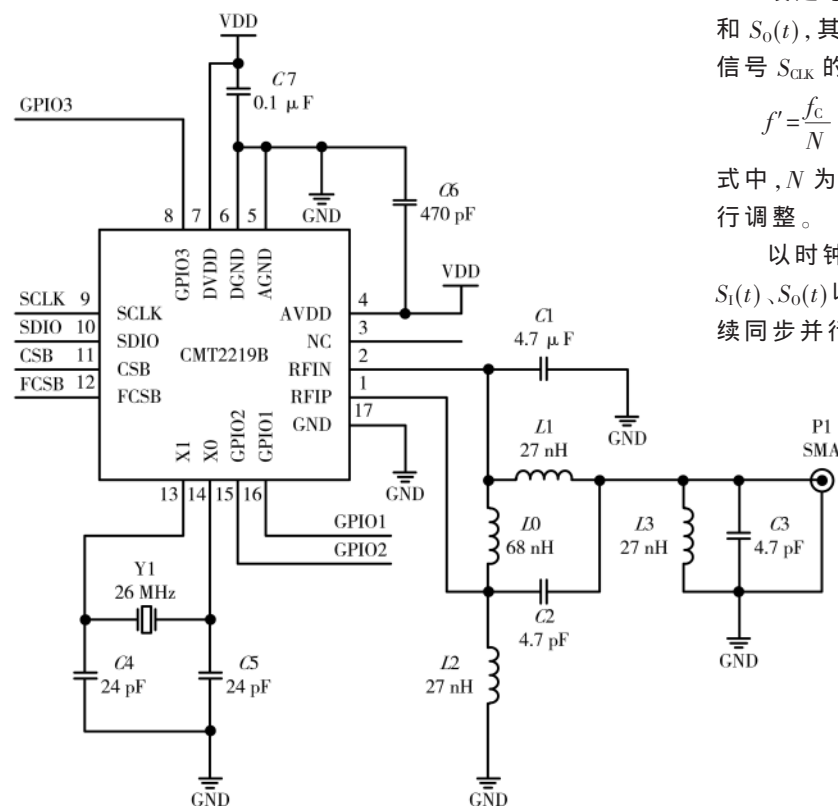 VDD
C7
0.1 μF
GPIO3
GND
C6
470 pF
8 7 6 5
GPIO3 DVDD DGND AGND
VDD
SCLK 9 SCLK
SDIO 10 SDIO
CSB 11 CSB
FCSB 12 FCSB
CMT2219B
AVDD 4
NC 3
RFIN 2
RFIP 1
GND 17
X1 X0 GPIO2 GPIO1
13 14 15 16
GND
C1
4.7 μF
GND
L1
27 nH
P1
SMA
GPIO1
GPIO2
L0
68 nH
L3
27 nH
C3
4.7 pF
Y1
26 MHz
C2
4.7 pF
C4
24 pF
C5
24 pF
L2
27 nH
GND
GND
GND
和 S_O(t),其
信号 S_CLK 的
f′=f_C/N
式中,N 为
行调整。
以时钟
S_I(t)、S_O(t)
续同步并行